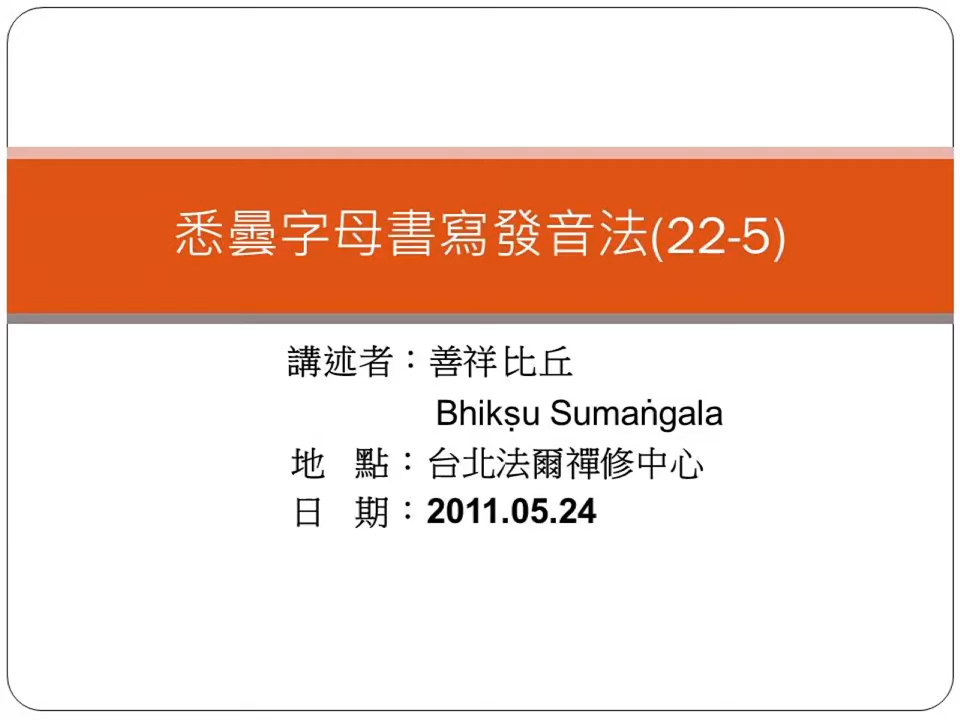 悉曇字母書寫發音法(22-5)
講述者：善祥比丘
Bhikṣu Sumaṅgala
地 點：台北法爾禪修中心
日 期：2011.05.24